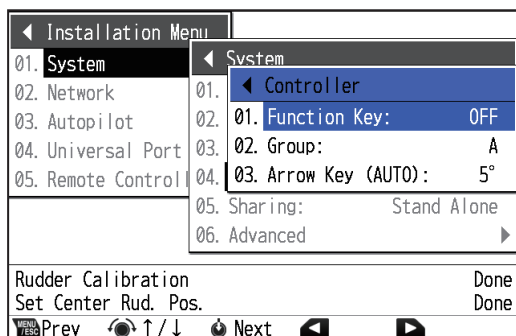 ◀ Installation Menu
01. System
02. Network
03. Autopilot
04. Universal Port
05. Remote Controll
◀ System
01.
02.
03.
04.
05. Sharing: Stand Alone
06. Advanced ▶
◀ Controller
01. Function Key: OFF
02. Group: A
03. Arrow Key (AUTO): 5°
Rudder Calibration Done
Set Center Rud. Pos. Done
MENU/ESC Prev ↑/↓ Next ◀ ▶